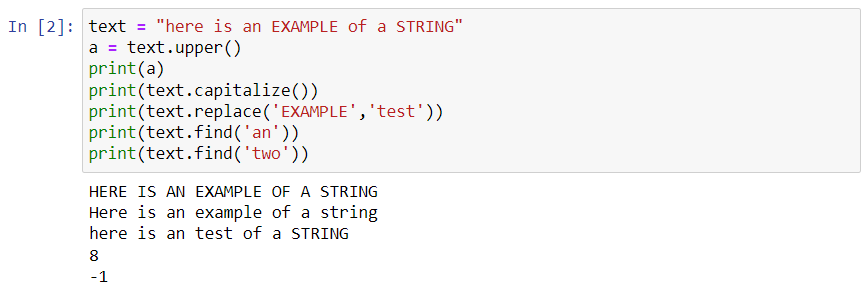 In [2]: text = "here is an EXAMPLE of a STRING"
a = text.upper()
print(a)
print(text.capitalize())
print(text.replace('EXAMPLE','test'))
print(text.find('an'))
print(text.find('two'))
HERE IS AN EXAMPLE OF A STRING
Here is an example of a string
here is an test of a STRING
8
-1